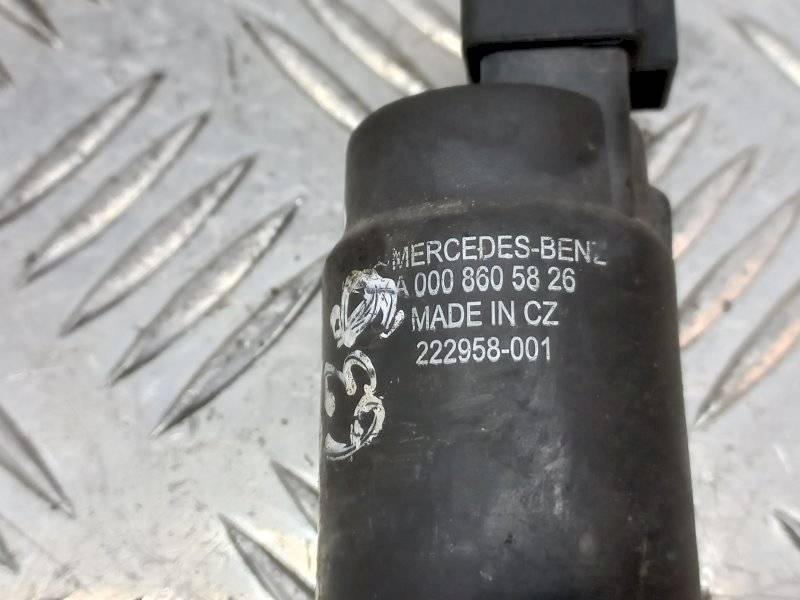 MERCEDES-BENZ
A 000 860 58 26
MADE IN CZ
222958-001